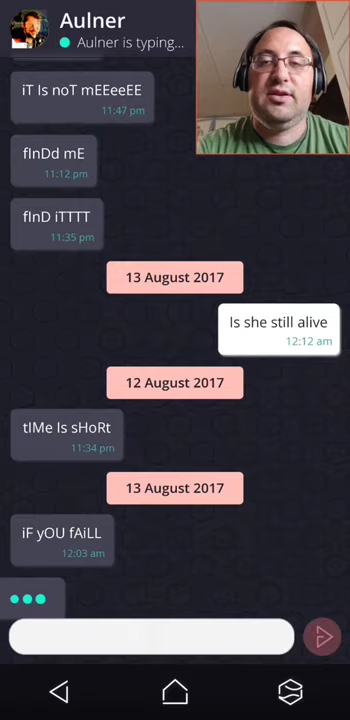 Aulner
Aulner is typing...
iT Is noT mEEeeEE
11:47 pm
fInDd mE
11:12 pm
fInD iTTTT
11:35 pm
13 August 2017
Is she still alive
12:12 am
12 August 2017
tIMe Is sHoRt
11:34 pm
13 August 2017
iF yOU fAiLL
12:03 am